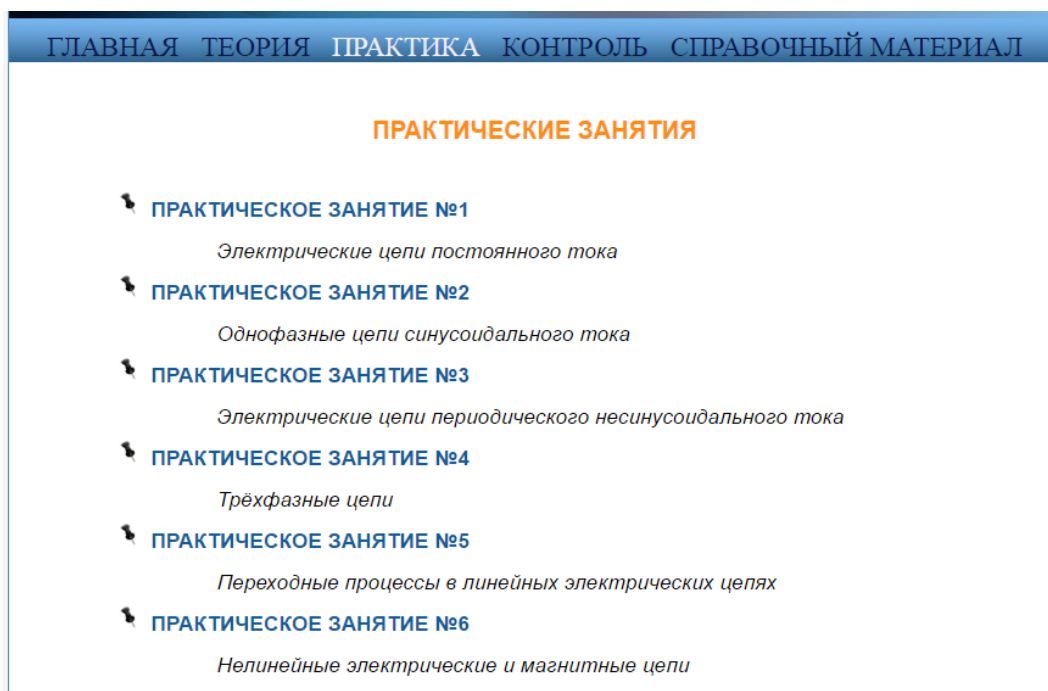 ГЛАВНАЯ ТЕОРИЯ ПРАКТИКА КОНТРОЛЬ СПРАВОЧНЫЙ МАТЕРИАЛ
ПРАКТИЧЕСКИЕ ЗАНЯТИЯ
ПРАКТИЧЕСКОЕ ЗАНЯТИЕ №1
Электрические цепи постоянного тока
ПРАКТИЧЕСКОЕ ЗАНЯТИЕ №2
Однофазные цепи синусоидального тока
ПРАКТИЧЕСКОЕ ЗАНЯТИЕ №3
Электрические цепи периодического несинусоидального тока
ПРАКТИЧЕСКОЕ ЗАНЯТИЕ №4
Трёхфазные цепи
ПРАКТИЧЕСКОЕ ЗАНЯТИЕ №5
Переходные процессы в линейных электрических цепях
ПРАКТИЧЕСКОЕ ЗАНЯТИЕ №6
Нелинейные электрические и магнитные цепи